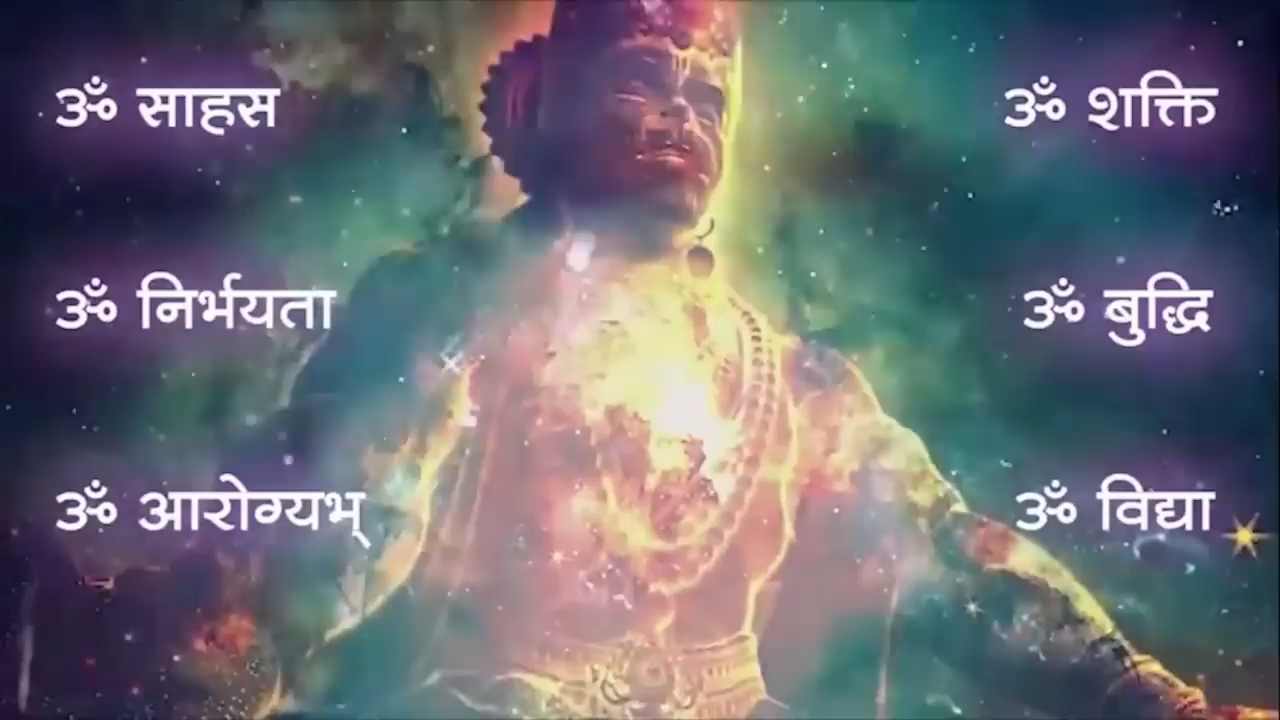 ॐ साहस
ॐ शक्ति
ॐ निर्भयता
ॐ बुद्धि
ॐ आरोग्यभ्
ॐ विद्या